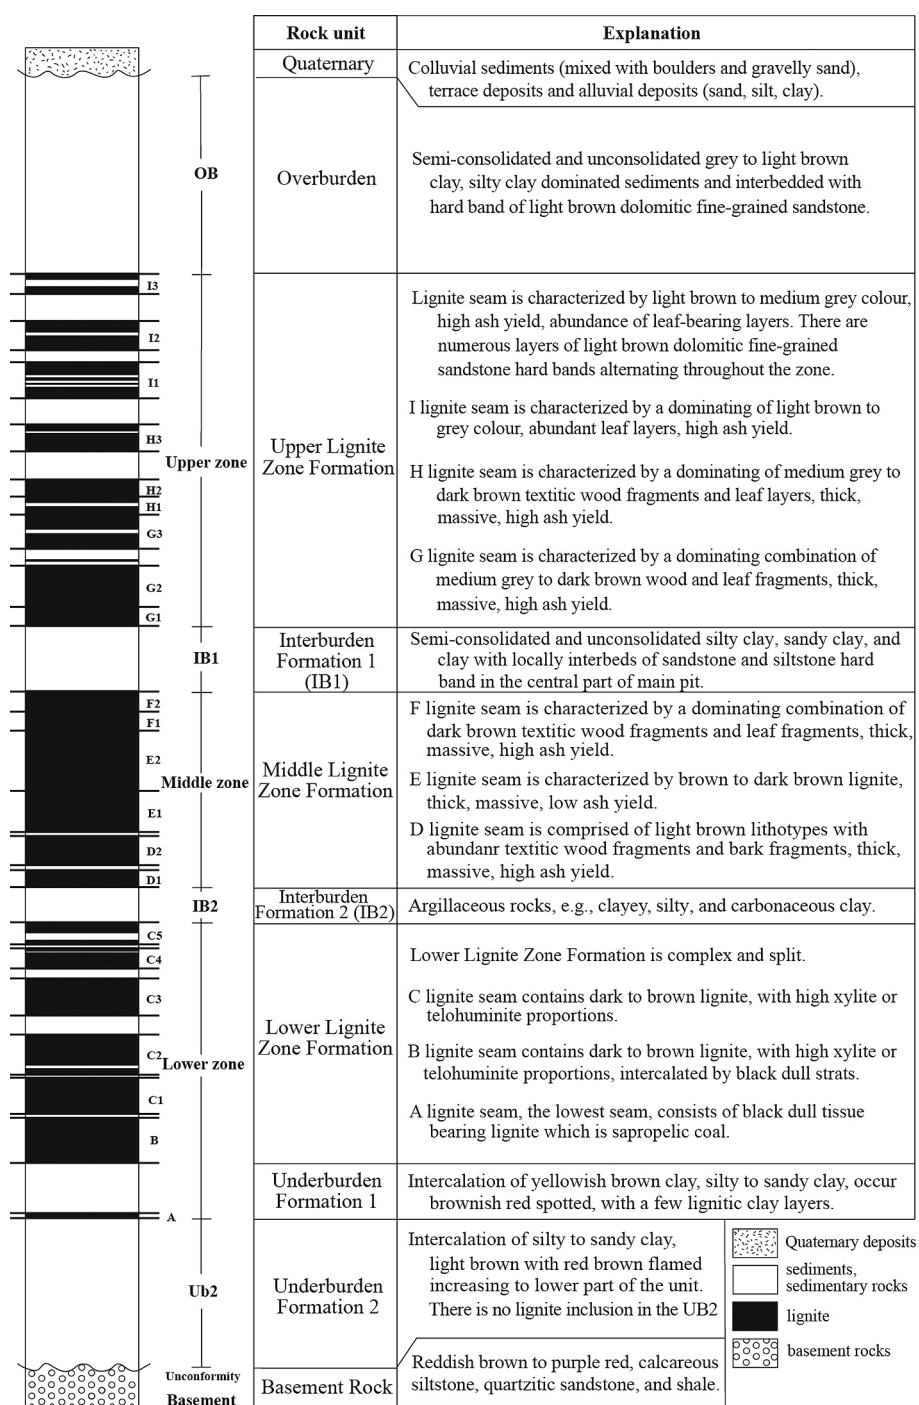 Rock unit
Explanation
Quaternary
Colluvial sediments (mixed with boulders and gravelly sand),
terrace deposits and alluvial deposits (sand, silt, clay).
OB
Overburden
Semi-consolidated and unconsolidated grey to light brown
clay, silty clay dominated sediments and interbedded with
hard band of light brown dolomitic fine-grained sandstone.
I3
I2
I1
H3
Upper zone
H2
H1
G3
G2
G1
Upper Lignite
Zone Formation
Lignite seam is characterized by light brown to medium grey colour,
high ash yield, abundance of leaf-bearing layers. There are
numerous layers of light brown dolomitic fine-grained
sandstone hard bands alternating throughout the zone.
I lignite seam is characterized by a dominating of light brown to
grey colour, abundant leaf layers, high ash yield.
H lignite seam is characterized by a dominating of medium grey to
dark brown textitic wood fragments and leaf layers, thick,
massive, high ash yield.
G lignite seam is characterized by a dominating combination of
medium grey to dark brown wood and leaf fragments, thick,
massive, high ash yield.
IB1
Interburden
Formation 1
(IB1)
Semi-consolidated and unconsolidated silty clay, sandy clay, and
clay with locally interbeds of sandstone and siltstone hard
band in the central part of main pit.
F2
F1
E2
Middle zone
E1
D2
D1
Middle Lignite
Zone Formation
F lignite seam is characterized by a dominating combination of
dark brown textitic wood fragments and leaf fragments, thick,
massive, high ash yield.
E lignite seam is characterized by brown to dark brown lignite,
thick, massive, low ash yield.
D lignite seam is comprised of light brown lithotypes with
abundanr textitic wood fragments and bark fragments, thick,
massive, high ash yield.
IB2
Interburden
Formation 2 (IB2)
Argillaceous rocks, e.g., clayey, silty, and carbonaceous clay.
C5
C4
C3
C2
Lower zone
C1
B
Lower Lignite
Zone Formation
Lower Lignite Zone Formation is complex and split.
C lignite seam contains dark to brown lignite, with high xylite or
telohuminite proportions.
B lignite seam contains dark to brown lignite, with high xylite or
telohuminite proportions, intercalated by black dull strats.
A lignite seam, the lowest seam, consists of black dull tissue
bearing lignite which is sapropelic coal.
A
Underburden
Formation 1
Intercalation of yellowish brown clay, silty to sandy clay, occur
brownish red spotted, with a few lignitic clay layers.
Ub2
Underburden
Formation 2
Intercalation of silty to sandy clay,
light brown with red brown flamed
increasing to lower part of the unit.
There is no lignite inclusion in the UB2
Unconformity
Basement
Basement Rock
Reddish brown to purple red, calcareous
siltstone, quartzitic sandstone, and shale.
Quaternary deposits
sediments,
sedimentary rocks
lignite
basement rocks